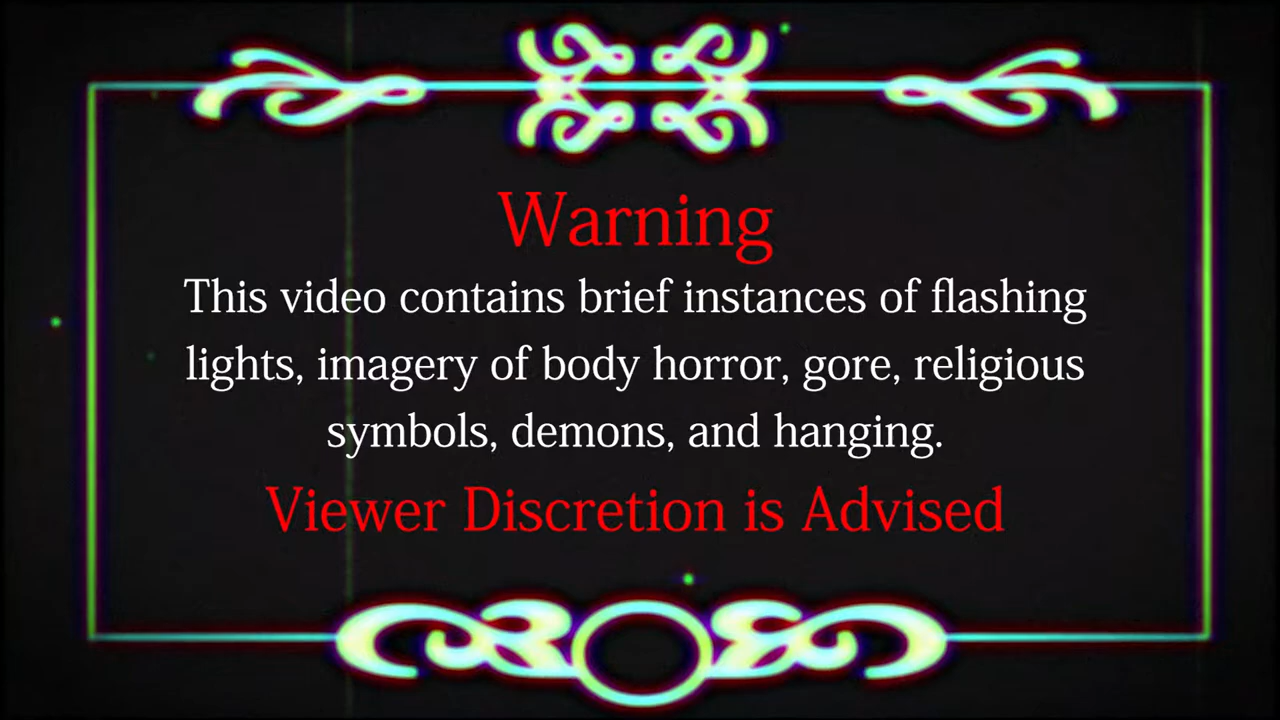 Warning
This video contains brief instances of flashing
lights, imagery of body horror, gore, religious
symbols, demons, and hanging.
Viewer Discretion is Advised